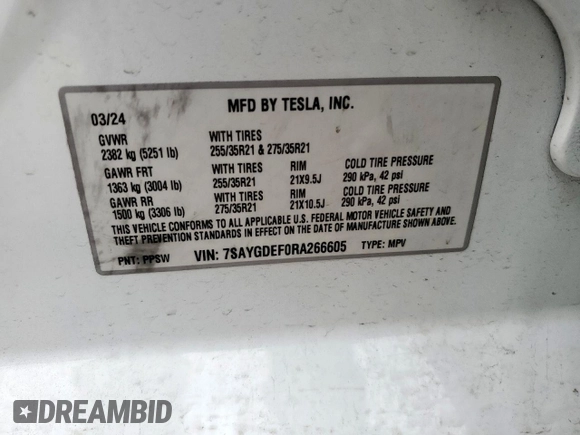 MFD BY TESLA, INC.
03/24
GVWR WITH TIRES
2382 kg (5251 lb) 255/35R21 & 275/35R21
GAWR FRT WITH TIRES RIM COLD TIRE PRESSURE
1363 kg (3004 lb) 255/35R21 21X9.5J 290 kPa, 42 psi
GAWR RR WITH TIRES RIM COLD TIRE PRESSURE
1500 kg (3306 lb) 275/35R21 21X10.5J 290 kPa, 42 psi
THIS VEHICLE CONFORMS TO ALL APPLICABLE U.S. FEDERAL MOTOR VEHICLE SAFETY AND
THEFT PREVENTION STANDARDS IN EFFECT ON THE DATE OF MANUFACTURE SHOWN ABOVE.
PNT: PPSW VIN: 7SAYGDEF0RA266605 TYPE: MPV
DREAMBID